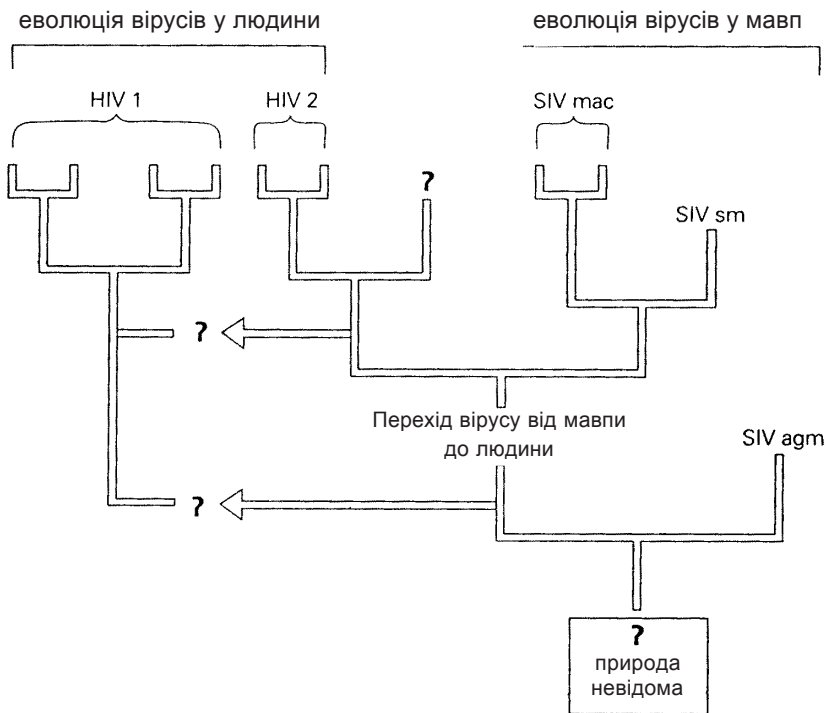 еволюція вірусів у людини
еволюція вірусів у мавп
HIV 1
HIV 2
SIV mac
?
SIV sm
?
Перехід вірусу від мавпи
до людини
SIV agm
?
?
природа
невідома